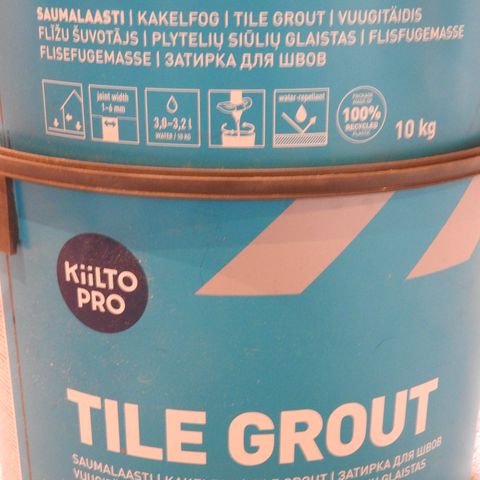 SAUMALAASTI | KAKELFOG | TILE GROUT | VUUGITÄIDIS
FLĪŽU ŠUVOTĀJS | PLYTELIŲ SIŪLIŲ GLAISTAS | FLISFUGEMASSE
FLISEFUGEMASSE | ЗАТИРКА ДЛЯ ШВОВ
joint width
1-6 mm
3,0-3,2 l
WATER / 10 KG
water-repellent
PACKAGE
MADE OF
100%
RECYCLED
PLASTIC
10 kg
KiiLTO
PRO
TILE GROUT
SAUMALAASTI | KAKELFOG | TILE GROUT | ЗАТИРКА ДЛЯ ШВОВ
GLAISTAS